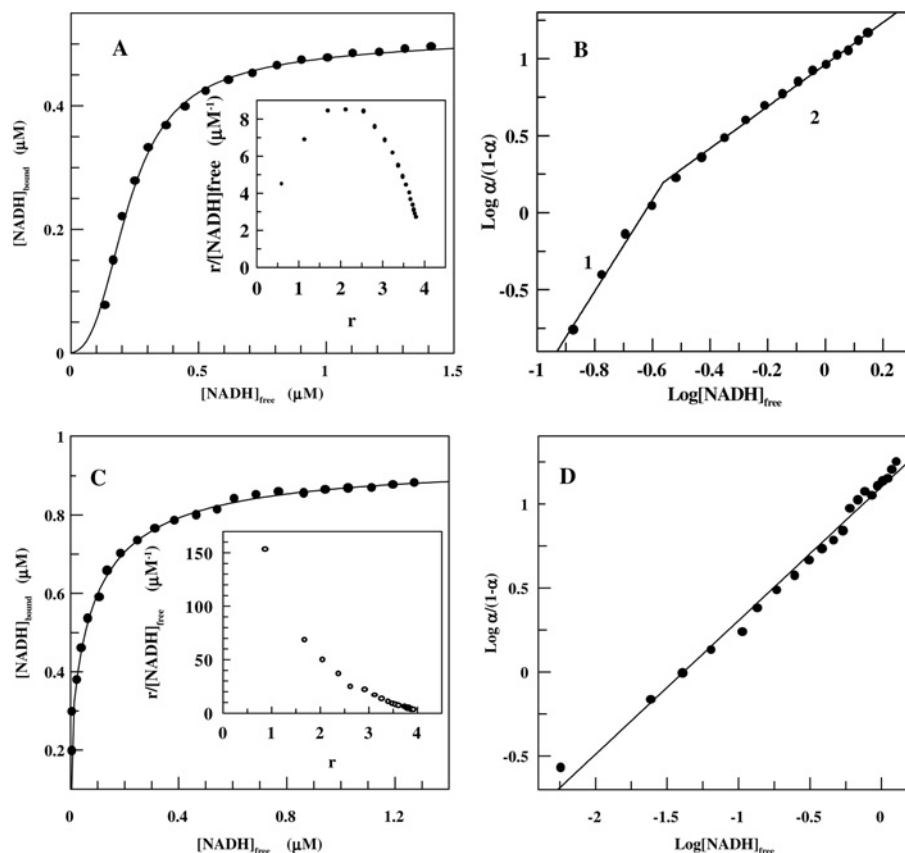 A
[NADH]bound (μM)
0.4
0.2
0
0 0.5 1 1.5
[NADH]free (μM)
r/[NADH]free (μM-1)
8
6
4
2
0
0 1 2 3 4
r
B
Log α/(1-α)
1
0.5
0
-0.5
1
2
-1 -0.8 -0.6 -0.4 -0.2 0 0.2
Log[NADH]free
C
[NADH]bound (μM)
1
0.8
0.6
0.4
0.2
0 0.4 0.8 1.2
[NADH]free (μM)
r/[NADH]free (μM-1)
150
100
50
0
0 1 2 3 4
r
D
Log α/(1-α)
1
0.5
0
-0.5
-2 -1.5 -1 -0.5 0
Log[NADH]free